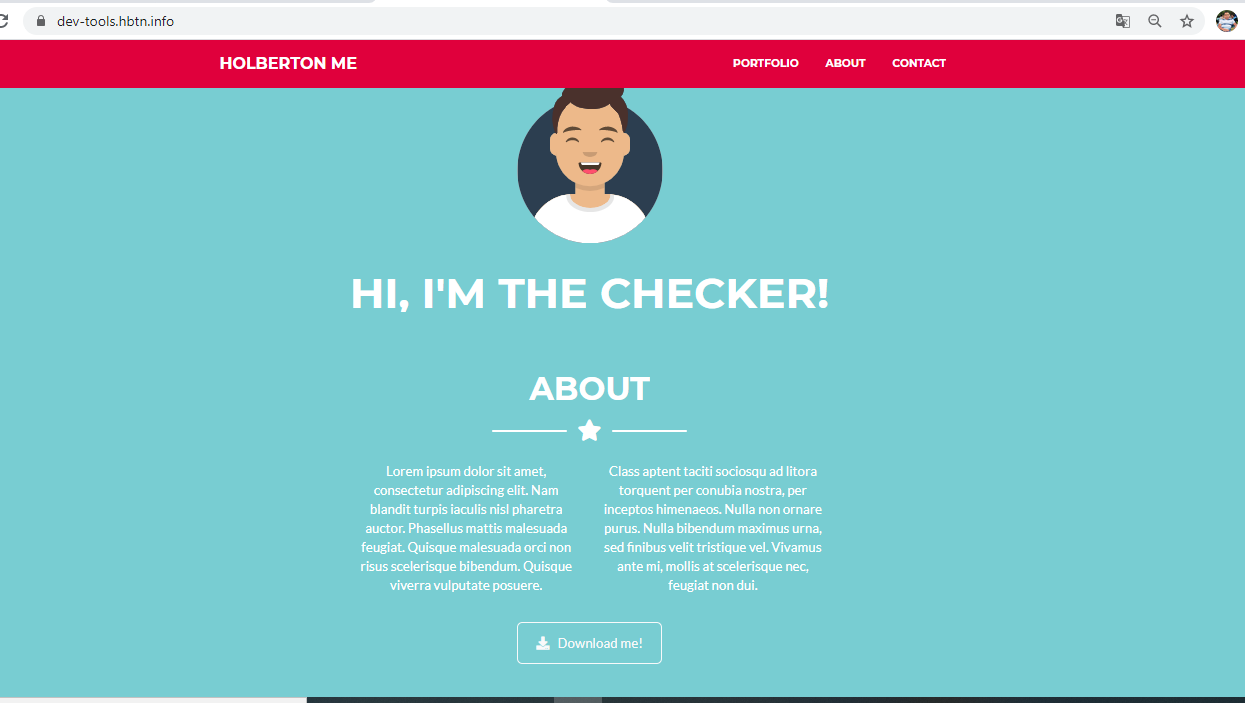 dev-tools.hbtn.info
HOLBERTON ME
PORTFOLIO ABOUT CONTACT
HI, I'M THE CHECKER!
ABOUT
Lorem ipsum dolor sit amet,
consectetur adipiscing elit. Nam
blandit turpis iaculis nisl pharetra
auctor. Phasellus mattis malesuada
feugiat. Quisque malesuada orci non
risus scelerisque bibendum. Quisque
viverra vulputate posuere.
Class aptent taciti sociosqu ad litora
torquent per conubia nostra, per
inceptos himenaeos. Nulla non ornare
purus. Nulla bibendum maximus urna,
sed finibus velit tristique vel. Vivamus
ante mi, mollis at scelerisque nec,
feugiat non dui.
Download me!